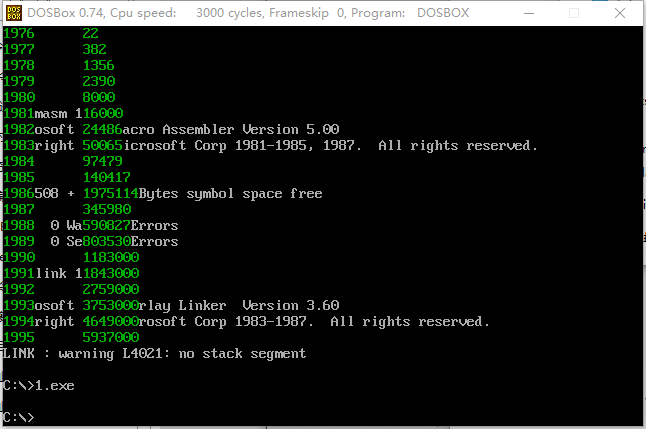 DOSBox 0.74, Cpu speed: 3000 cycles, Frameskip 0, Program: DOSBOX
1976 22
1977 382
1978 1356
1979 2390
1980 8000
1981masm 116000
1982osoft 24486acro Assembler Version 5.00
1983right 50065icrosoft Corp 1981-1985, 1987. All rights reserved.
1984 97479
1985 140417
1986508 + 1975114Bytes symbol space free
1987 345980
1988 0 Wa590827Errors
1989 0 Se803530Errors
1990 1183000
1991link 11843000
1992 2759000
1993osoft 3753000rlay Linker Version 3.60
1994right 4649000rosoft Corp 1983-1987. All rights reserved.
1995 5937000
LINK : warning L4021: no stack segment
C:\>1.exe
C:\>